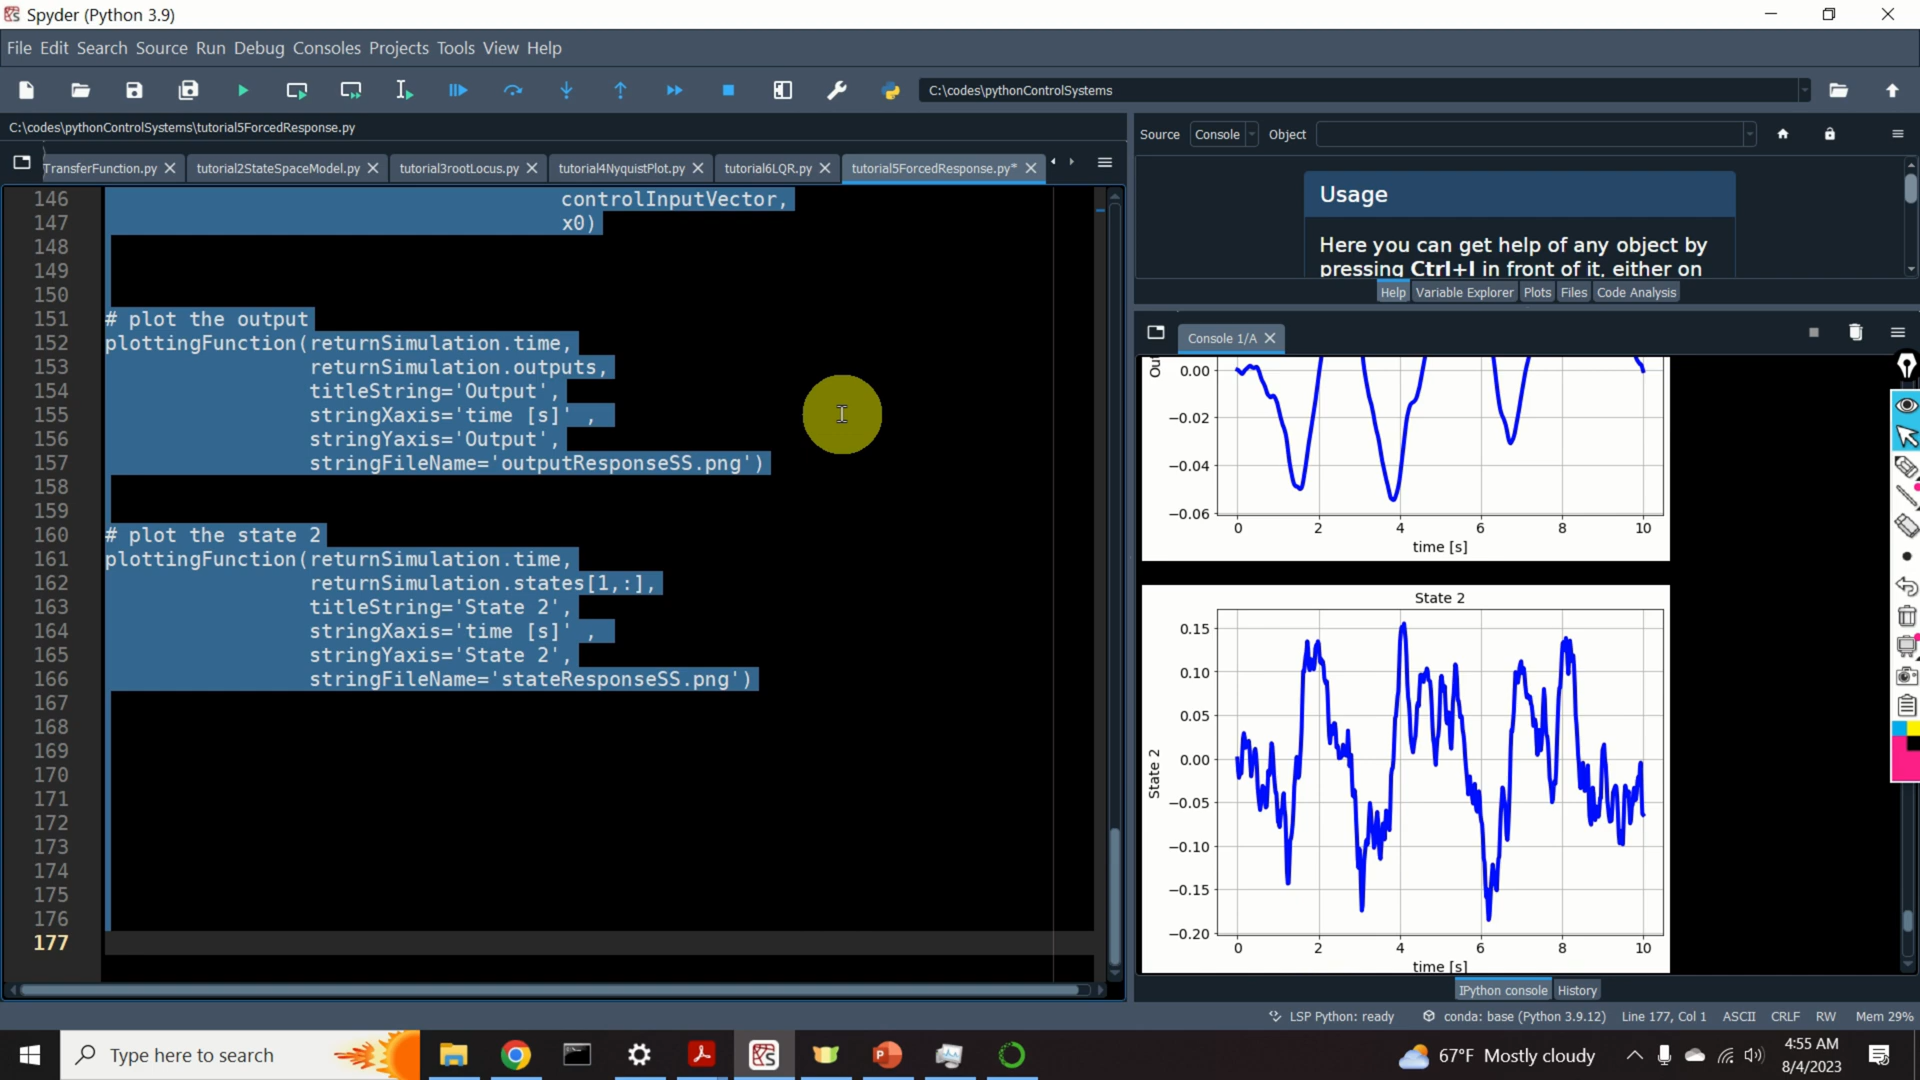 Spyder (Python 3.9)
File Edit Search Source Run Debug Consoles Projects Tools View Help
C:\codes\pythonControlSystems
C:\codes\pythonControlSystems\tutorial5ForcedResponse.py
TransferFunction.py tutorial2StateSpaceModel.py tutorial3rootLocus.py tutorial4NyquistPlot.py tutorial6LQR.py tutorial5ForcedResponse.py*
146 controlInputVector,
147 x0)
148
149
150
151 # plot the output
152 plottingFunction(returnSimulation.time,
153 returnSimulation.outputs,
154 titleString='Output',
155 stringXaxis='time [s]' ,
156 stringYaxis='Output',
157 stringFileName='outputResponseSS.png')
158
159
160 # plot the state 2
161 plottingFunction(returnSimulation.time,
162 returnSimulation.states[1,:],
163 titleString='State 2',
164 stringXaxis='time [s]' ,
165 stringYaxis='State 2',
166 stringFileName='stateResponseSS.png')
167
168
169
170
171
172
173
174
175
176
177
Source Console Object
Usage
Here you can get help of any object by
pressing Ctrl+I in front of it, either on
Help Variable Explorer Plots Files Code Analysis
Console 1/A
Ou
0.00
−0.02
−0.04
−0.06
0 2 4 6 8 10
time [s]
State 2
State 2
0.15
0.10
0.05
0.00
−0.05
−0.10
−0.15
−0.20
0 2 4 6 8 10
time [s]
IPython console History
LSP Python: ready conda: base (Python 3.9.12) Line 177, Col 1 ASCII CRLF RW Mem 29%
Type here to search
67°F Mostly cloudy
4:55 AM
8/4/2023